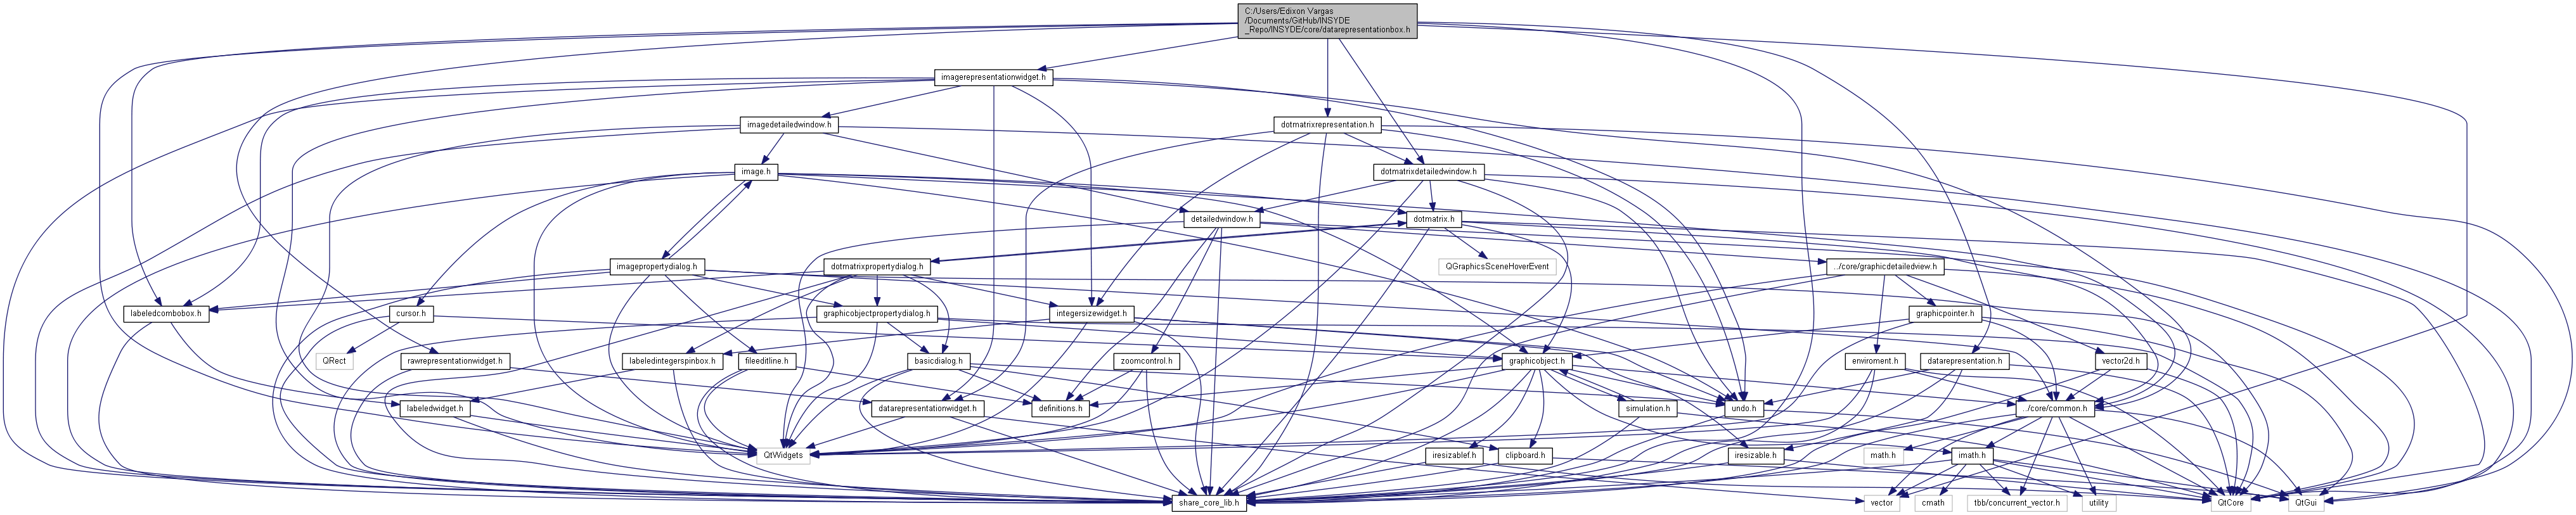 C:/Users/Edixon Vargas
/Documents/GitHub/INSYDE
_Repo/INSYDE/core/datarepresentationbox.h
imagerepresentationwidget.h
imagedetailedwindow.h
dotmatrixrepresentation.h
image.h
dotmatrixdetailedwindow.h
detailedwindow.h
dotmatrix.h
imagepropertydialog.h
dotmatrixpropertydialog.h
QGraphicsSceneHoverEvent
../core/graphicdetailedview.h
labeledcombobox.h
cursor.h
graphicobjectpropertydialog.h
integersizewidget.h
graphicpointer.h
QRect
rawrepresentationwidget.h
labeledintegerspinbox.h
fileeditline.h
basicdialog.h
zoomcontrol.h
graphicobject.h
enviroment.h
datarepresentation.h
vector2d.h
labeledwidget.h
datarepresentationwidget.h
definitions.h
simulation.h
undo.h
../core/common.h
QtWidgets
iresizablef.h
clipboard.h
iresizable.h
math.h
imath.h
share_core_lib.h
vector
cmath
tbb/concurrent_vector.h
utility
QtCore
QtGui